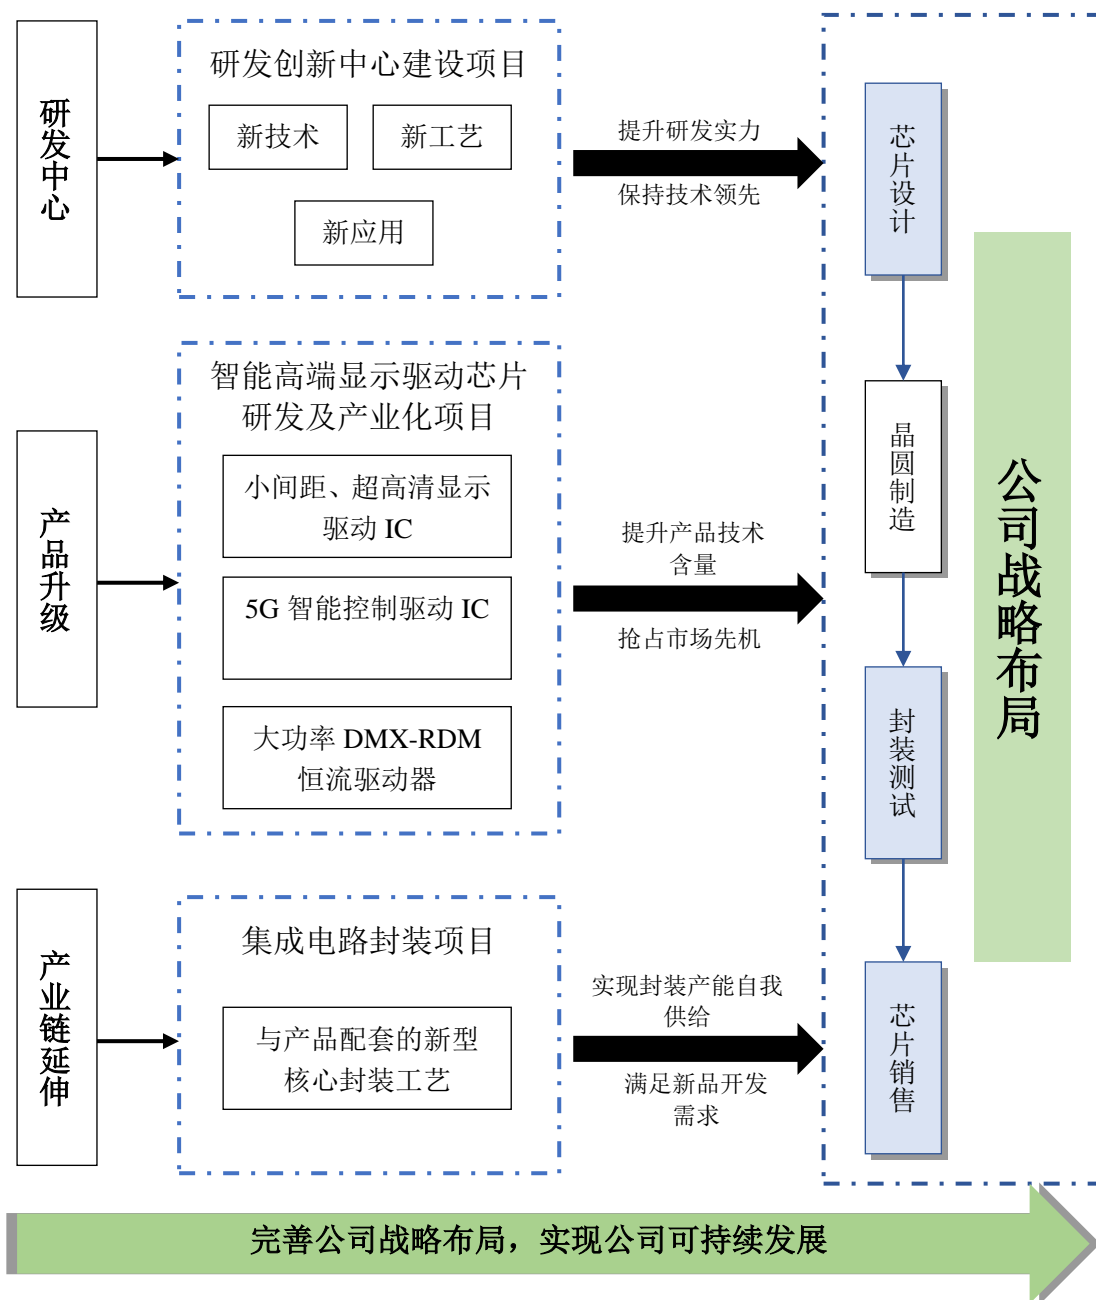 研发中心
研发创新中心建设项目
新技术
新工艺
新应用
提升研发实力
保持技术领先
产品升级
智能高端显示驱动芯片
研发及产业化项目
小间距、超高清显示
驱动 IC
5G 智能控制驱动 IC
大功率 DMX-RDM
恒流驱动器
提升产品技术
含量
抢占市场先机
产业链延伸
集成电路封装项目
与产品配套的新型
核心封装工艺
实现封装产能自我
供给
满足新品开发
需求
芯片设计
晶圆制造
封装测试
芯片销售
公司战略布局
完善公司战略布局，实现公司可持续发展